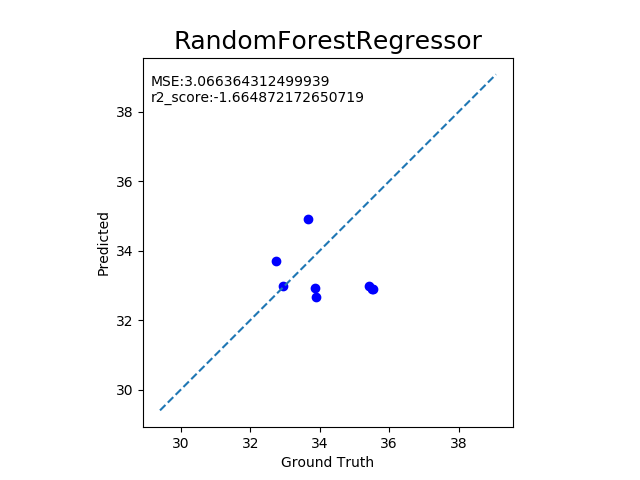 RandomForestRegressor
MSE:3.066364312499939
r2_score:-1.664872172650719
38
36
34
32
30
Predicted
30 32 34 36 38
Ground Truth